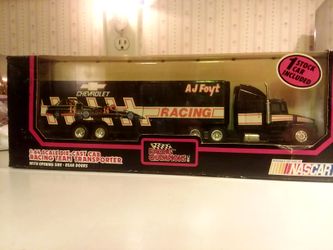 1 STOCK
CAR
INCLUDED
CHEVROLET
AJ Foyt
RACING
1:64 SCALE DIE-CAST CAB
RACING TEAM TRANSPORTER
WITH OPENING SIDE - REAR DOORS
RACING
CHAMPIONS
NASCAR